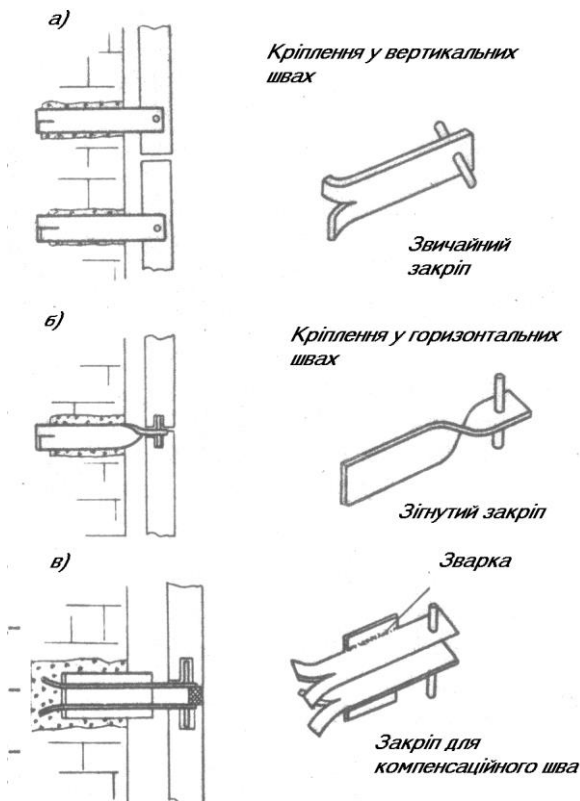 а)
Кріплення у вертикальних
швах
Звичайний
закріп
б)
Кріплення у горизонтальних
швах
Зігнутий закріп
в)
Зварка
Закріп для
компенсаційного шва